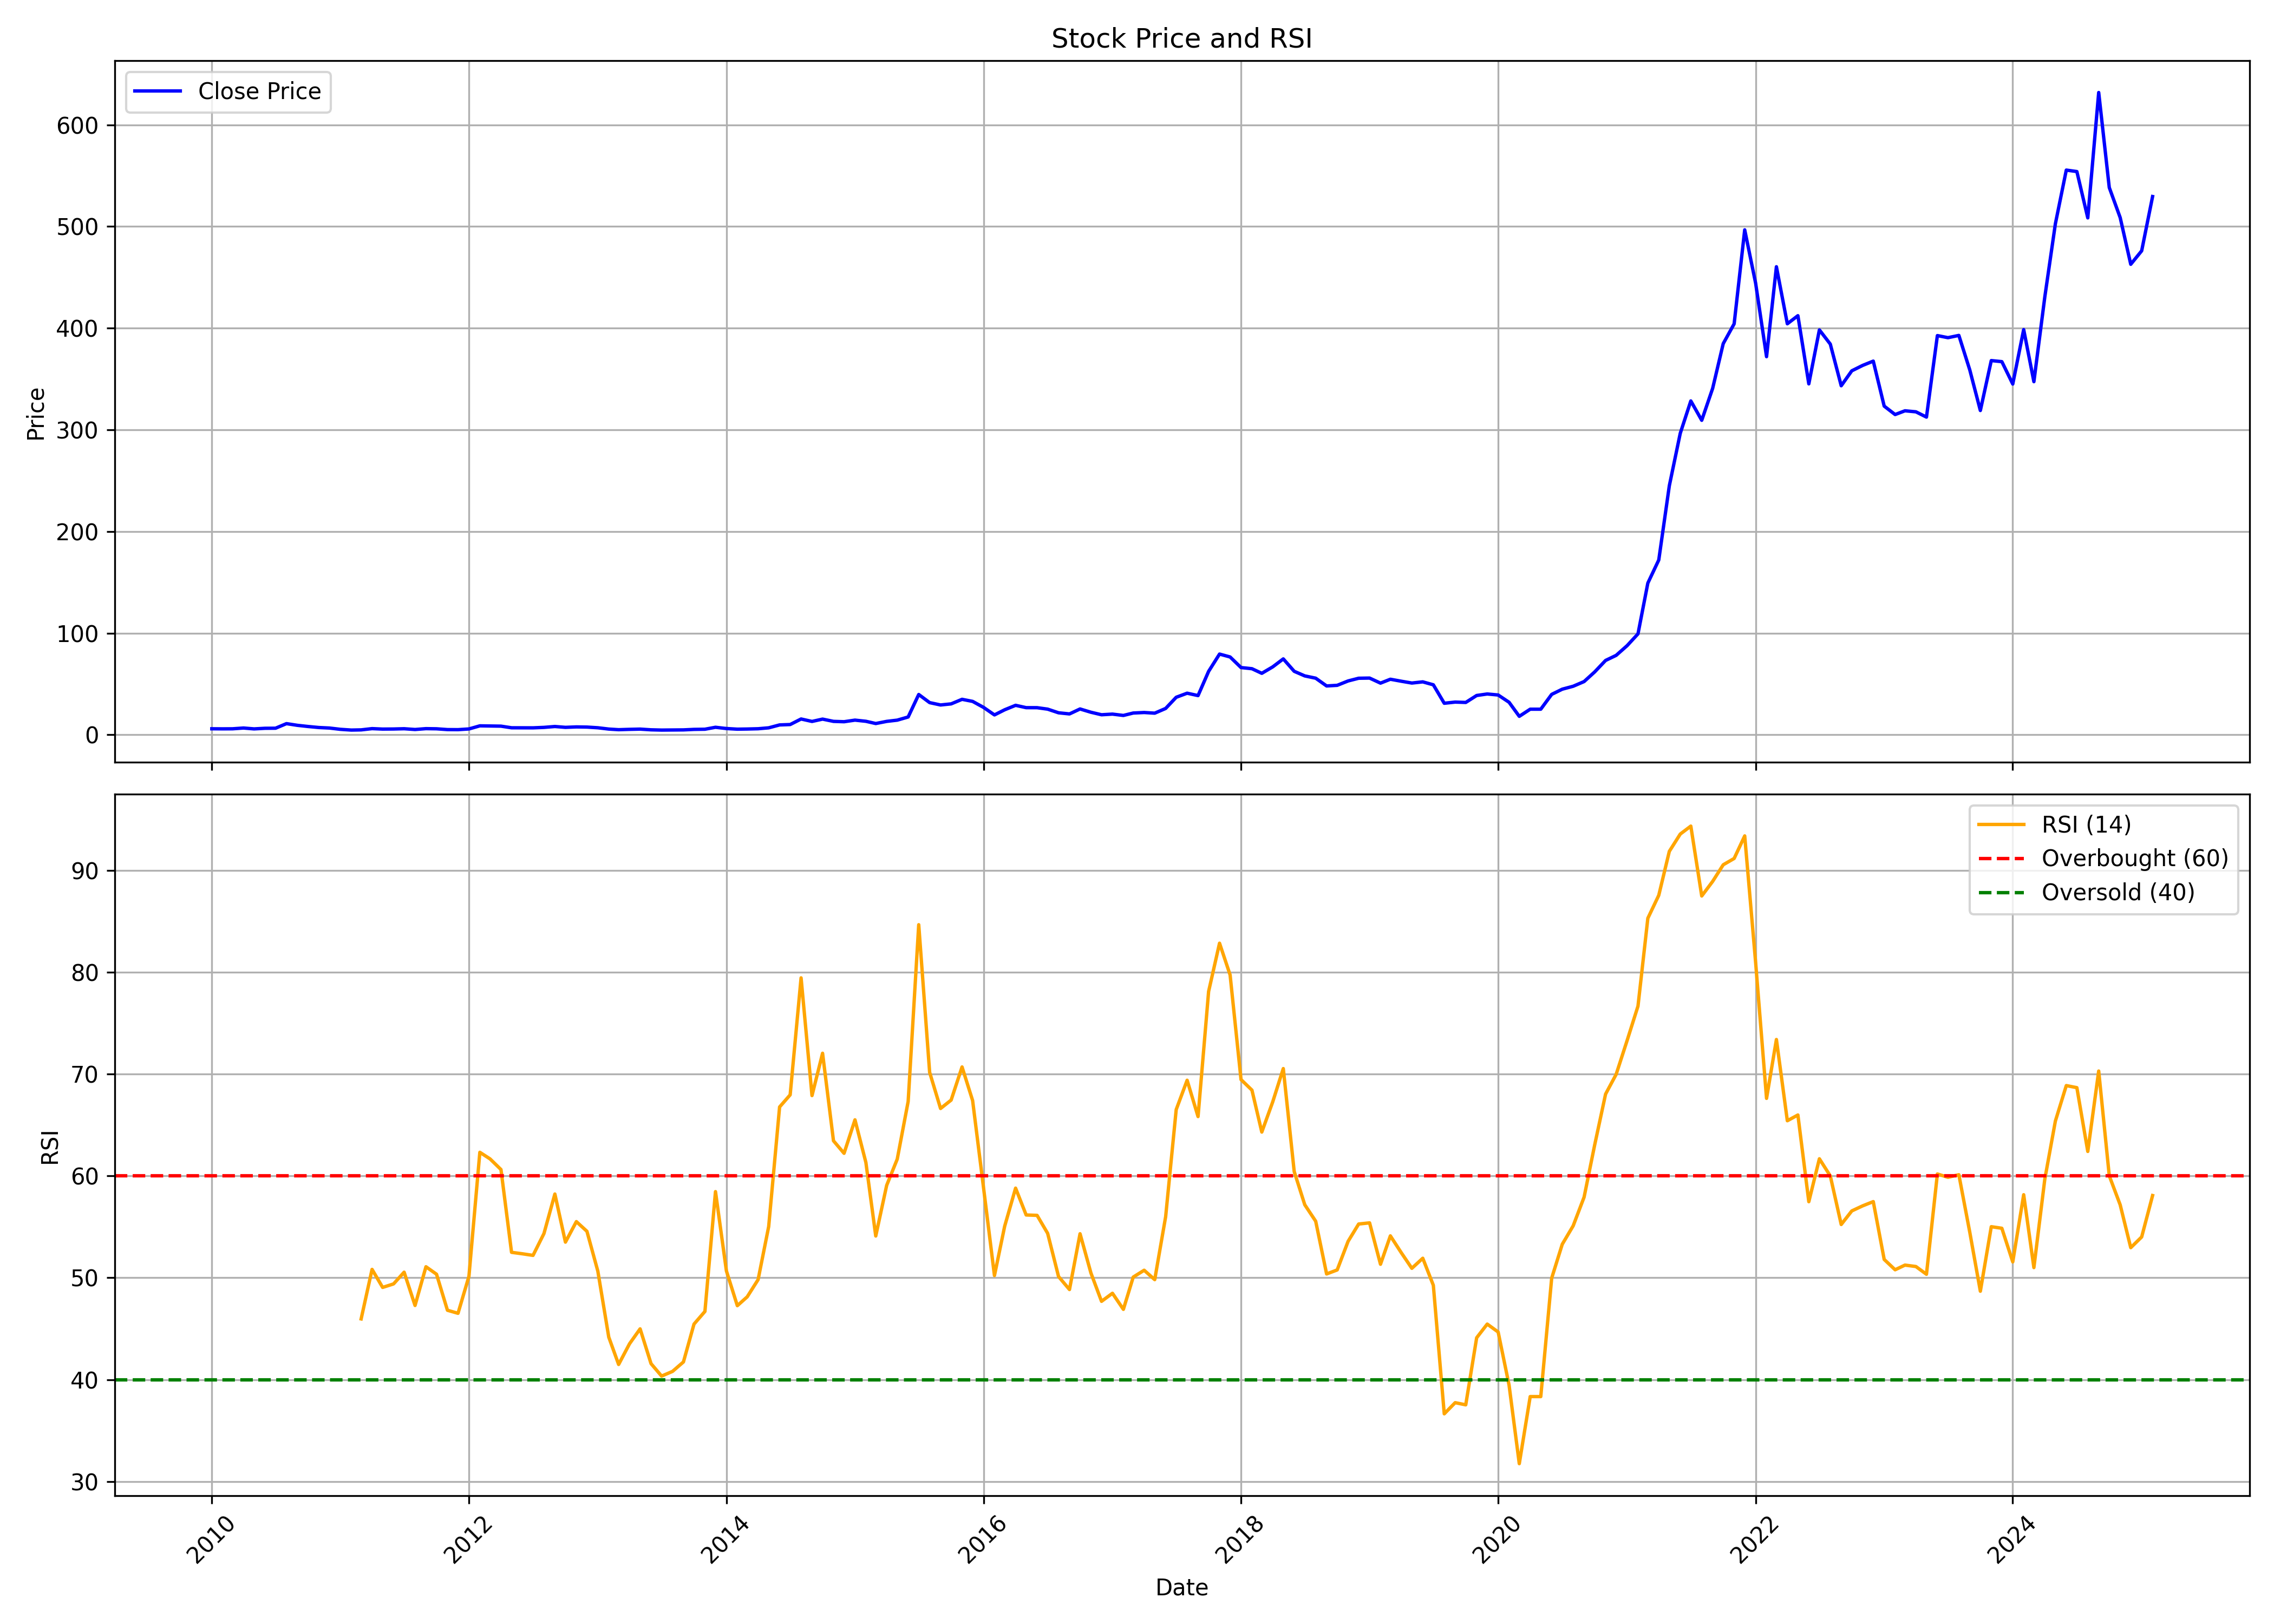 Stock Price and RSI
Close Price
Price
600
500
400
300
200
100
0
RSI (14)
Overbought (60)
Oversold (40)
RSI
90
80
70
60
50
40
30
2010
2012
2014
2016
2018
2020
2022
2024
Date